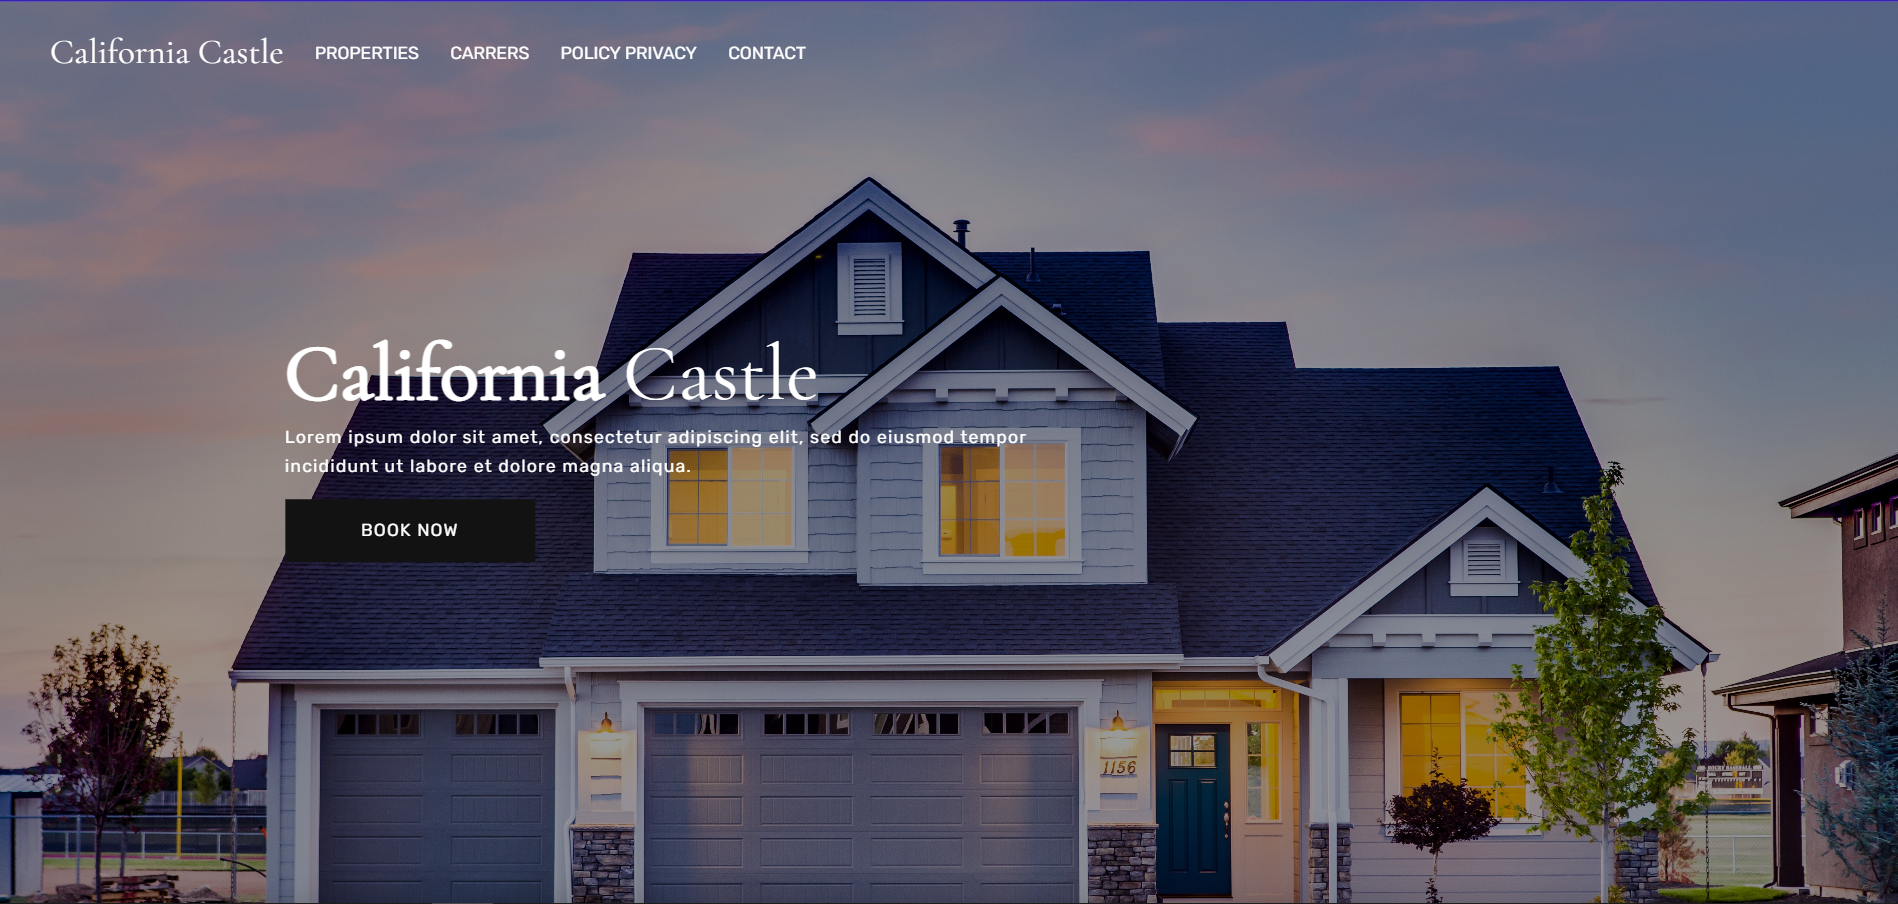 California Castle PROPERTIES CARRERS POLICY PRIVACY CONTACT
California Castle
Lorem ipsum dolor sit amet, consectetur adipiscing elit, sed do eiusmod tempor
incididunt ut labore et dolore magna aliqua.
BOOK NOW
1156